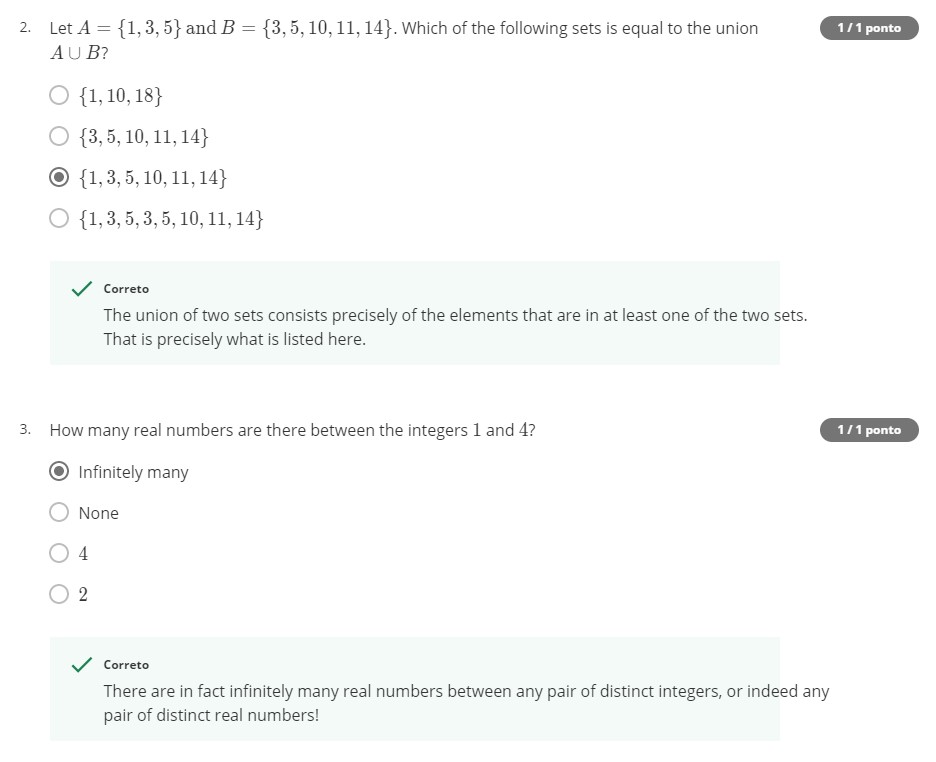 2. Let A = {1, 3, 5} and B = {3, 5, 10, 11, 14}. Which of the following sets is equal to the union
A ∪ B?
1 / 1 ponto
{1, 10, 18}
{3, 5, 10, 11, 14}
{1, 3, 5, 10, 11, 14}
{1, 3, 5, 3, 5, 10, 11, 14}
Correto
The union of two sets consists precisely of the elements that are in at least one of the two sets.
That is precisely what is listed here.
3. How many real numbers are there between the integers 1 and 4?
1 / 1 ponto
Infinitely many
None
4
2
Correto
There are in fact infinitely many real numbers between any pair of distinct integers, or indeed any
pair of distinct real numbers!